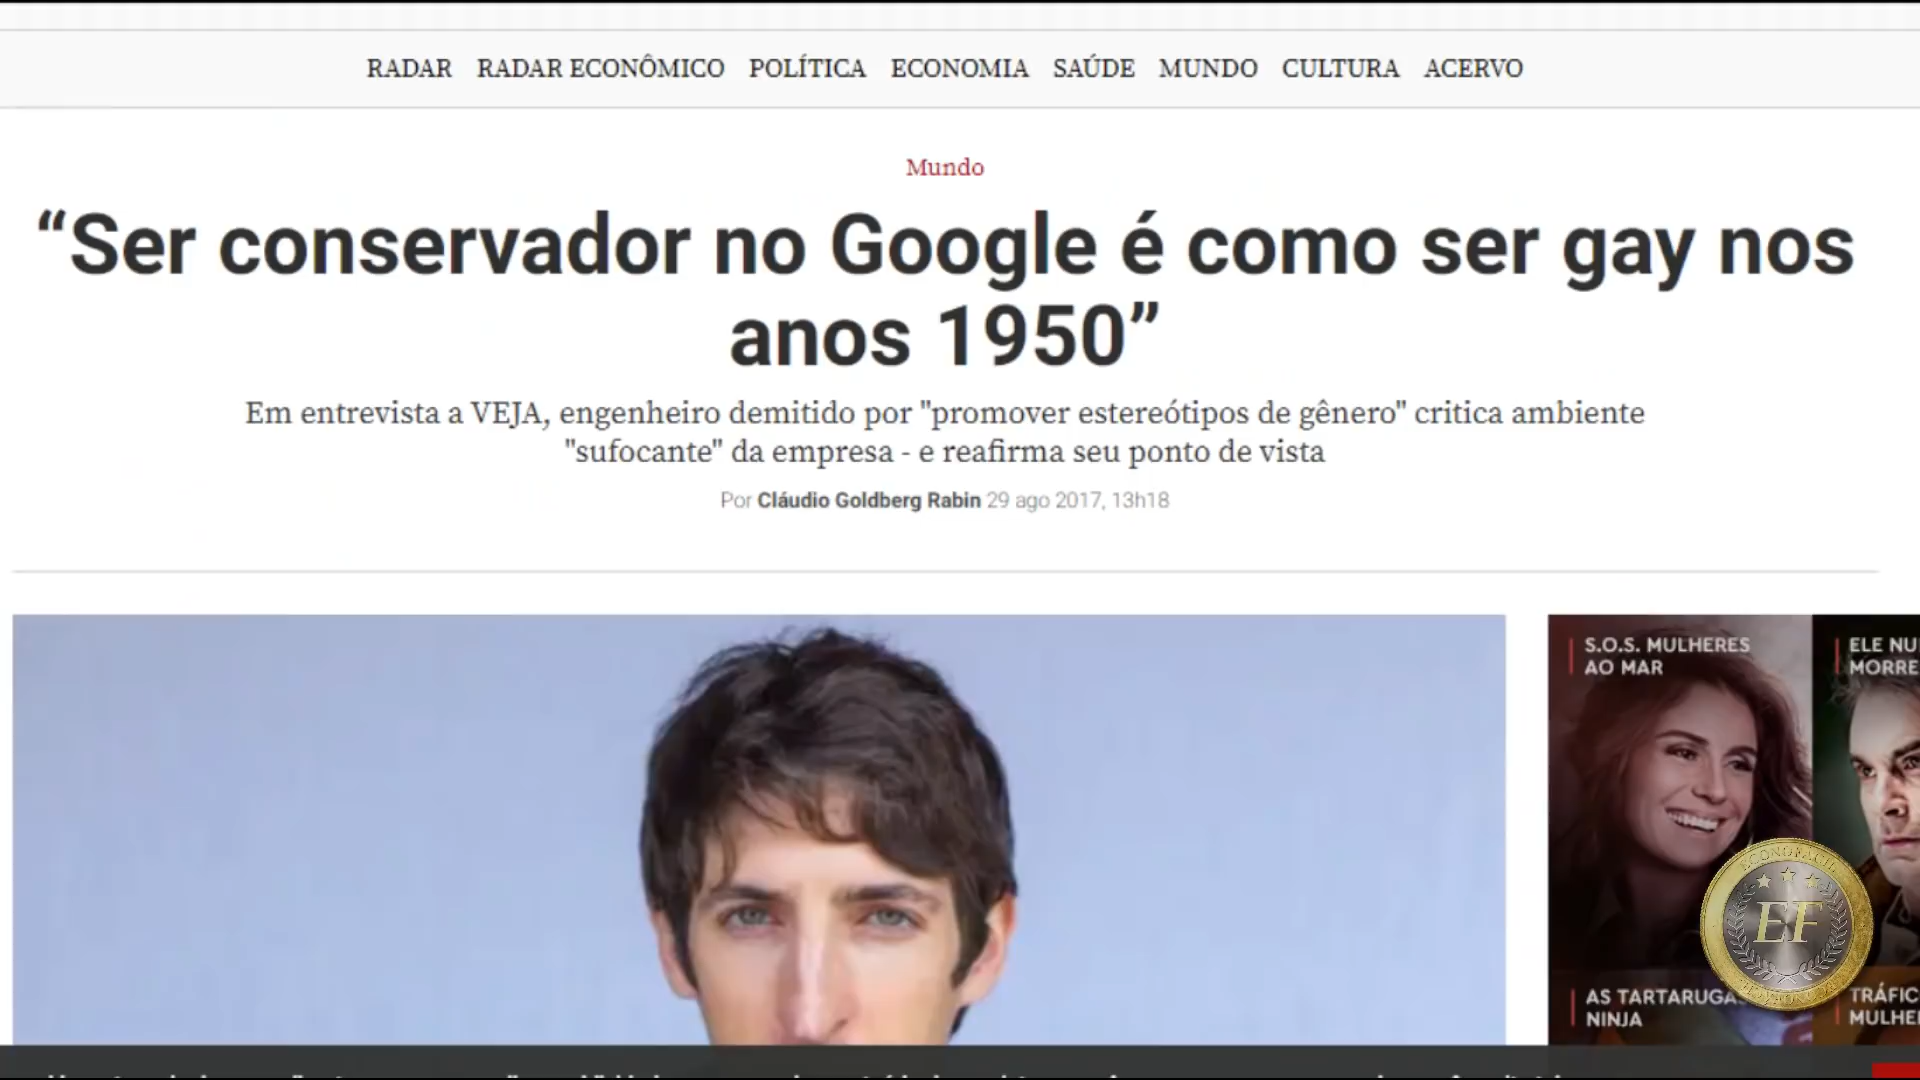 RADAR RADAR ECONÔMICO POLÍTICA ECONOMIA SAÚDE MUNDO CULTURA ACERVO
Mundo
“Ser conservador no Google é como ser gay nos
anos 1950”
Em entrevista a VEJA, engenheiro demitido por "promover estereótipos de gênero" critica ambiente
"sufocante" da empresa - e reafirma seu ponto de vista
Por Cláudio Goldberg Rabin 29 ago 2017, 13h18
S.O.S. MULHERES
AO MAR
ELE
MORRE
EF
AS
NINJA